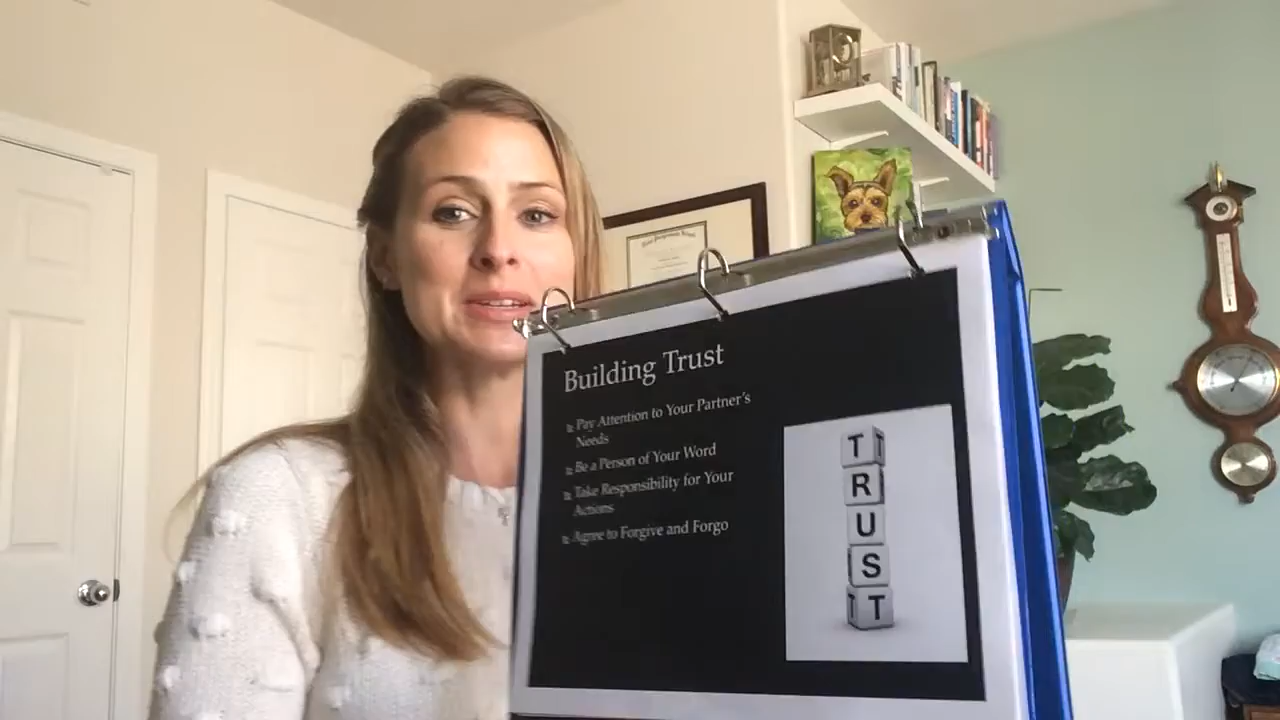 Building Trust
Pay Attention to Your Partner's
Needs
Be a Person of Your Word
Take Responsibility for Your
Actions
Agree to Forgive and Forgo
T
R
U
S
T